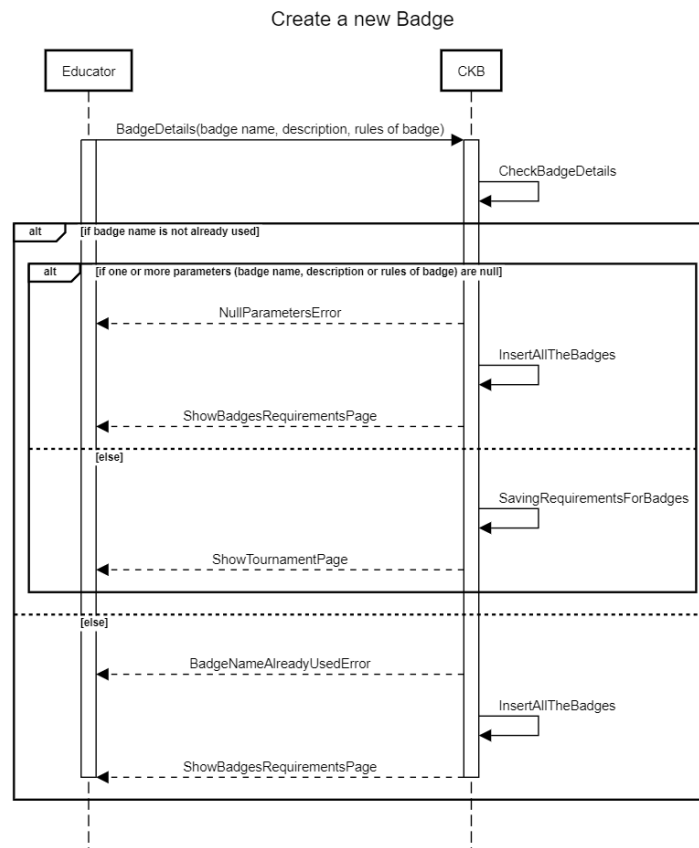 Create a new Badge
Educator
CKB
BadgeDetails(badge name, description, rules of badge)
CheckBadgeDetails
alt
[if badge name is not already used]
alt
[if one or more parameters (badge name, description or rules of badge) are null]
NullParametersError
InsertAllTheBadges
ShowBadgesRequirementsPage
[else]
SavingRequirementsForBadges
ShowTournamentPage
[else]
BadgeNameAlreadyUsedError
InsertAllTheBadges
ShowBadgesRequirementsPage